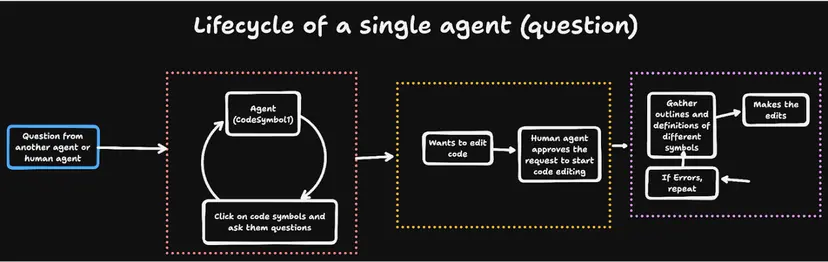 Lifecycle of a single agent (question)
Question from
another agent or
human agent
Agent
(CodeSymbol1)
Click on code symbols and
ask them questions
Wants to edit
code
Human agent
approves the
request to start
code editing
Gather
outlines and
definitions of
different
symbols
Makes the
edits
If Errors,
repeat